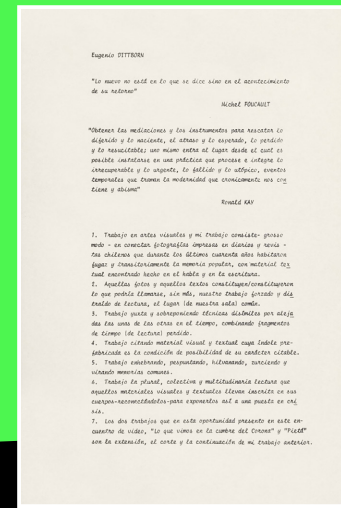 Eugenio DITTBORN
"Lo nuevo no está en lo que se dice sino en el acontecimiento
de su retorno"
Michel FOUCAULT
"Obtener las mediaciones y los instrumentos para rescatar lo
diferido y lo naciente, el atraso y lo esperado, lo perdido
y lo resucitable; uno mismo entra al lugar desde el cual es
posible instalarse en una práctica que procese e integre lo
irrecuperable y lo urgente, lo fallido y lo utópico, eventos
temporales que traman la modernidad que cronicamente nos con
tiene y abisma"
Ronald KAY
1. Trabajo en artes visuales y mi trabajo consiste- grosso
modo - en conectar fotografías impresas en diarios y revis -
tas chilenos que durante los últimos cuarenta años habitaron
fugaz y transitoriamente la memoria popular, con material tex
tual encontrado hecho en el habla y en la escritura.
2. Aquellas fotos y aquellos textos constituyen/constituyeron
lo que podría llamarse, sin más, nuestro trabajo forzado y dis
traído de lectura, el lugar (de nuestra sala) común.
3. Trabajo yuxta y sobreponiendo técnicas disímiles por aleja
das las unas de las otras en el tiempo, combinando fragmentos
de tiempo (de lectura) perdido.
4. Trabajo citando material visual y textual cuya índole pre-
fabricada es la condición de posibilidad de su carácter citable.
5. Trabajo enhebrando, pespuntando, hilvanando, zurciendo y
virando memorias comunes.
6. Trabajo la plural, colectiva y multitudinaria lectura que
aquellos materiales visuales y textuales llevan inscrita en sus
cuerpos-reconectándolos-para exponerlos así a una puesta en cri
sis.
7. Los dos trabajos que en esta oportunidad presento en este en-
cuentro de video, "Lo que vimos en la cumbre del Corona" y "Pietá"
son la extensión, el corte y la continuación de mi trabajo anterior.